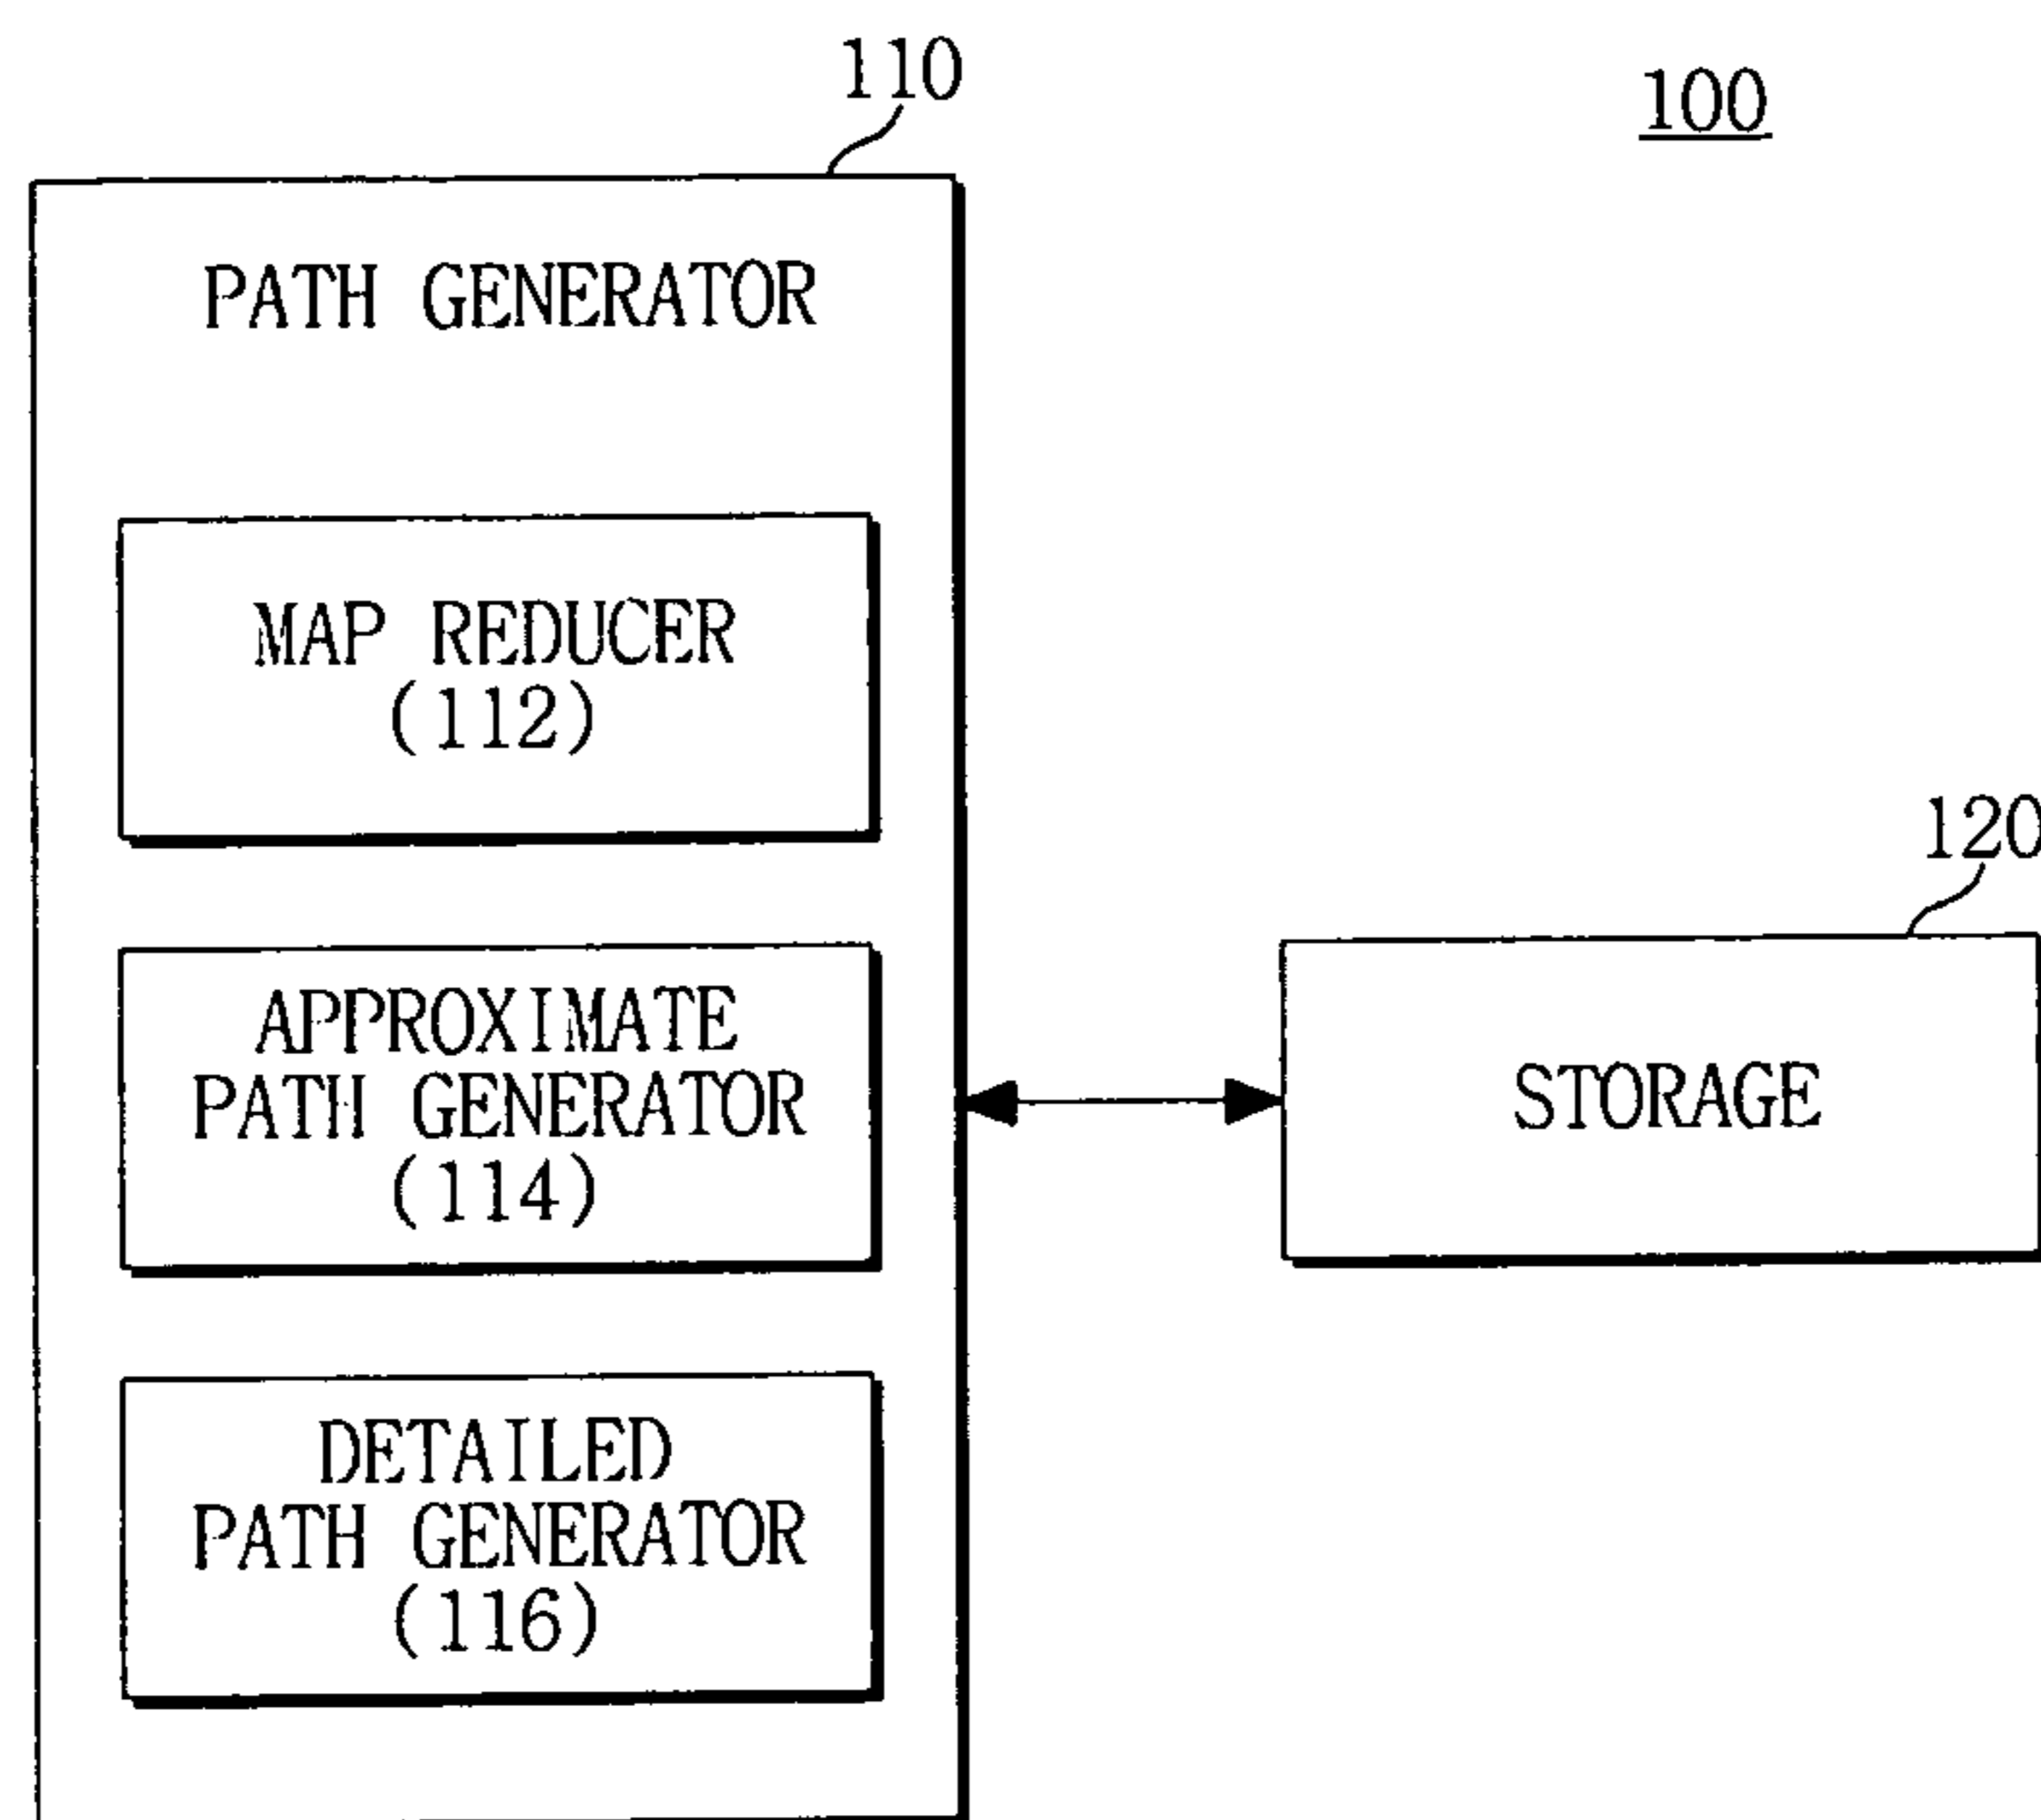 110
100
PATH GENERATOR
MAP REDUCER
(112)
120
APPROXIMATE
PATH GENERATOR
(114)
STORAGE
DETAILED
PATH GENERATOR
(116)